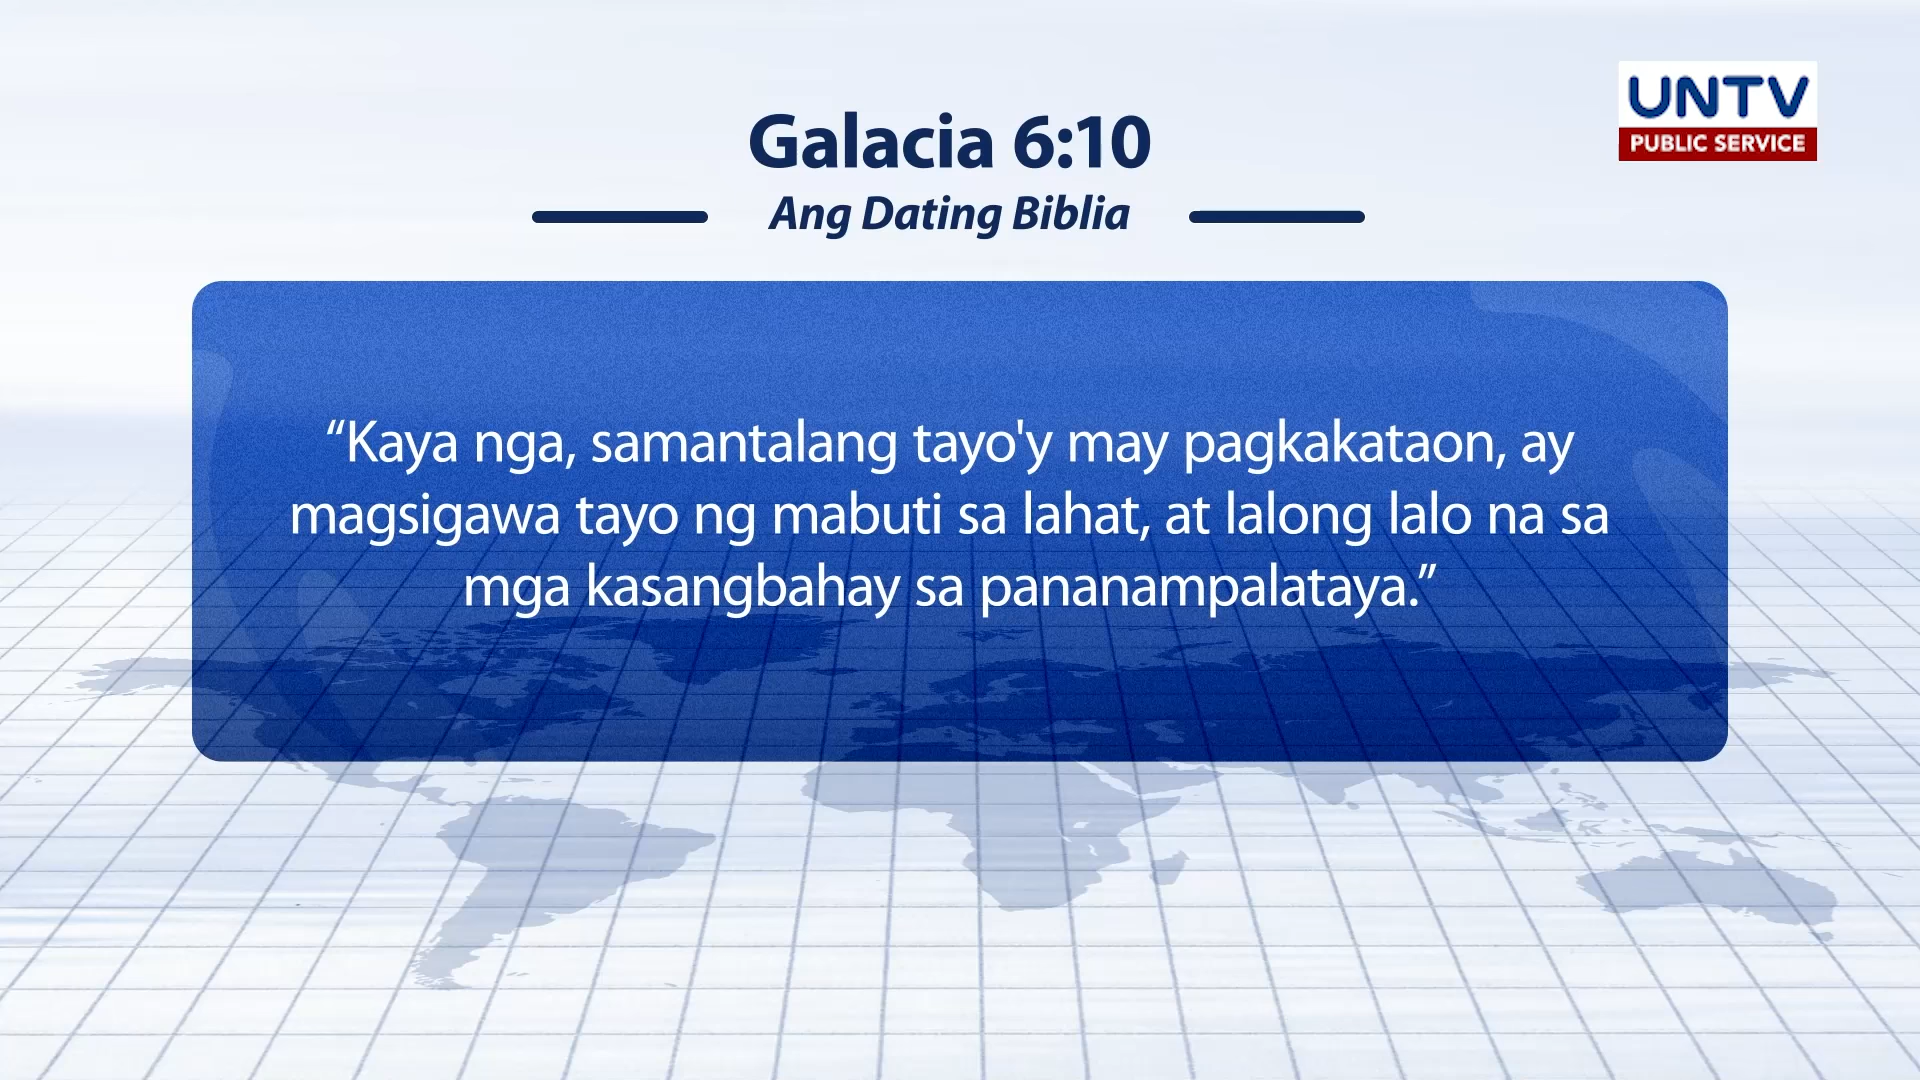 UNTV
PUBLIC SERVICE
Galacia 6:10
Ang Dating Biblia
“Kaya nga, samantalang tayo'y may pagkakataon, ay
magsigawa tayo ng mabuti sa lahat, at lalong lalo na sa
mga kasangbahay sa pananampalataya.”